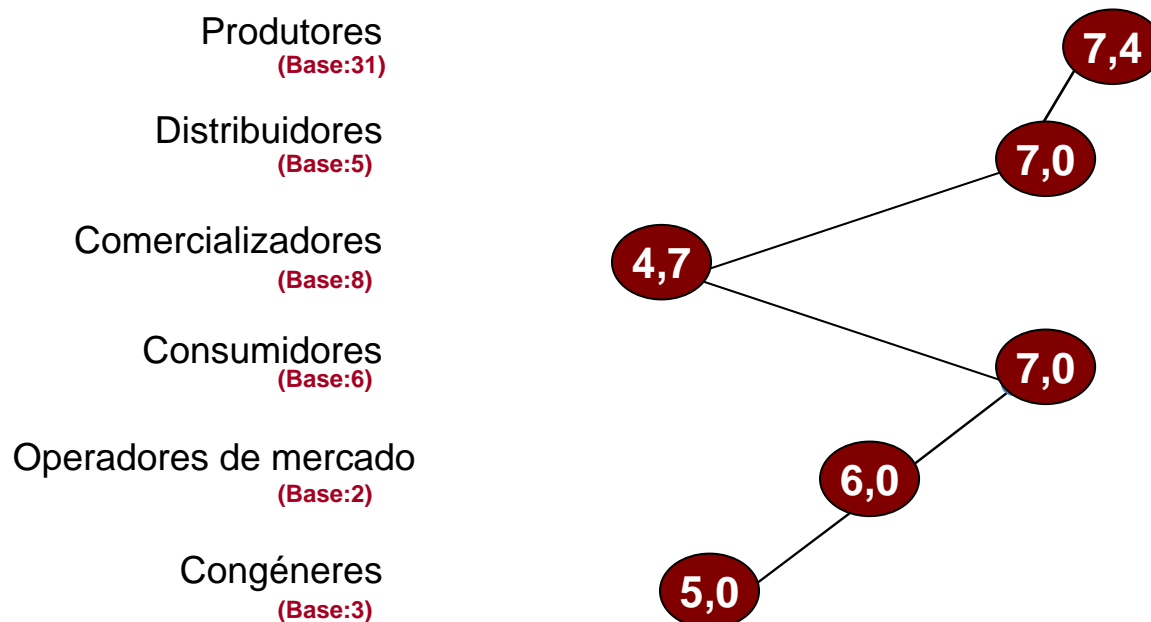 Produtores
(Base:31)
7,4
Distribuidores
(Base:5)
7,0
Comercializadores
(Base:8)
4,7
Consumidores
(Base:6)
7,0
Operadores de mercado
(Base:2)
6,0
Congéneres
(Base:3)
5,0